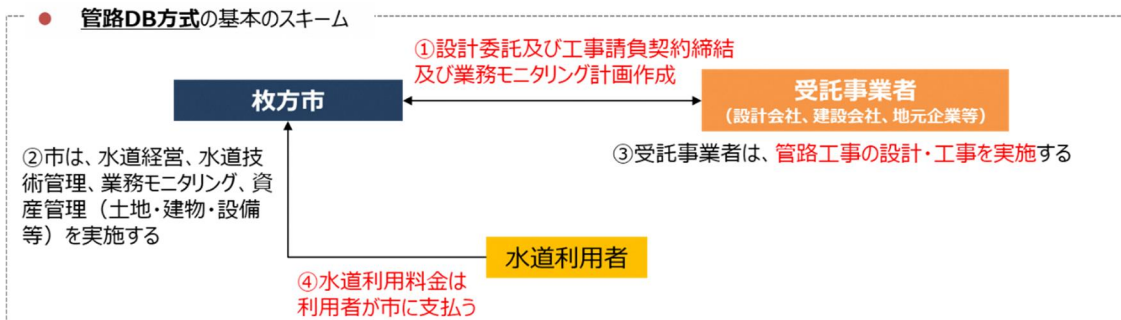 ● 管路DB方式の基本のスキーム
①設計委託及び工事請負契約締結
及び業務モニタリング計画作成
枚方市
受託事業者
（設計会社、建設会社、地元企業等）
②市は、水道経営、水道技
術管理、業務モニタリング、資
産管理（土地・建物・設備
等）を実施する
③受託事業者は、管路工事の設計・工事を実施する
水道利用者
④水道利用料金は
利用者が市に支払う